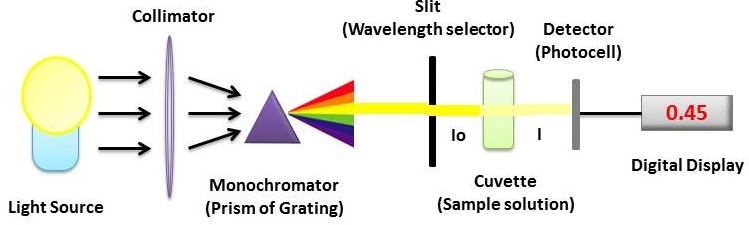 Collimator
Slit
(Wavelength selector)
Detector
(Photocell)
0.45
Io
I
Digital Display
Monochromator
(Prism of Grating)
Cuvette
(Sample solution)
Light Source